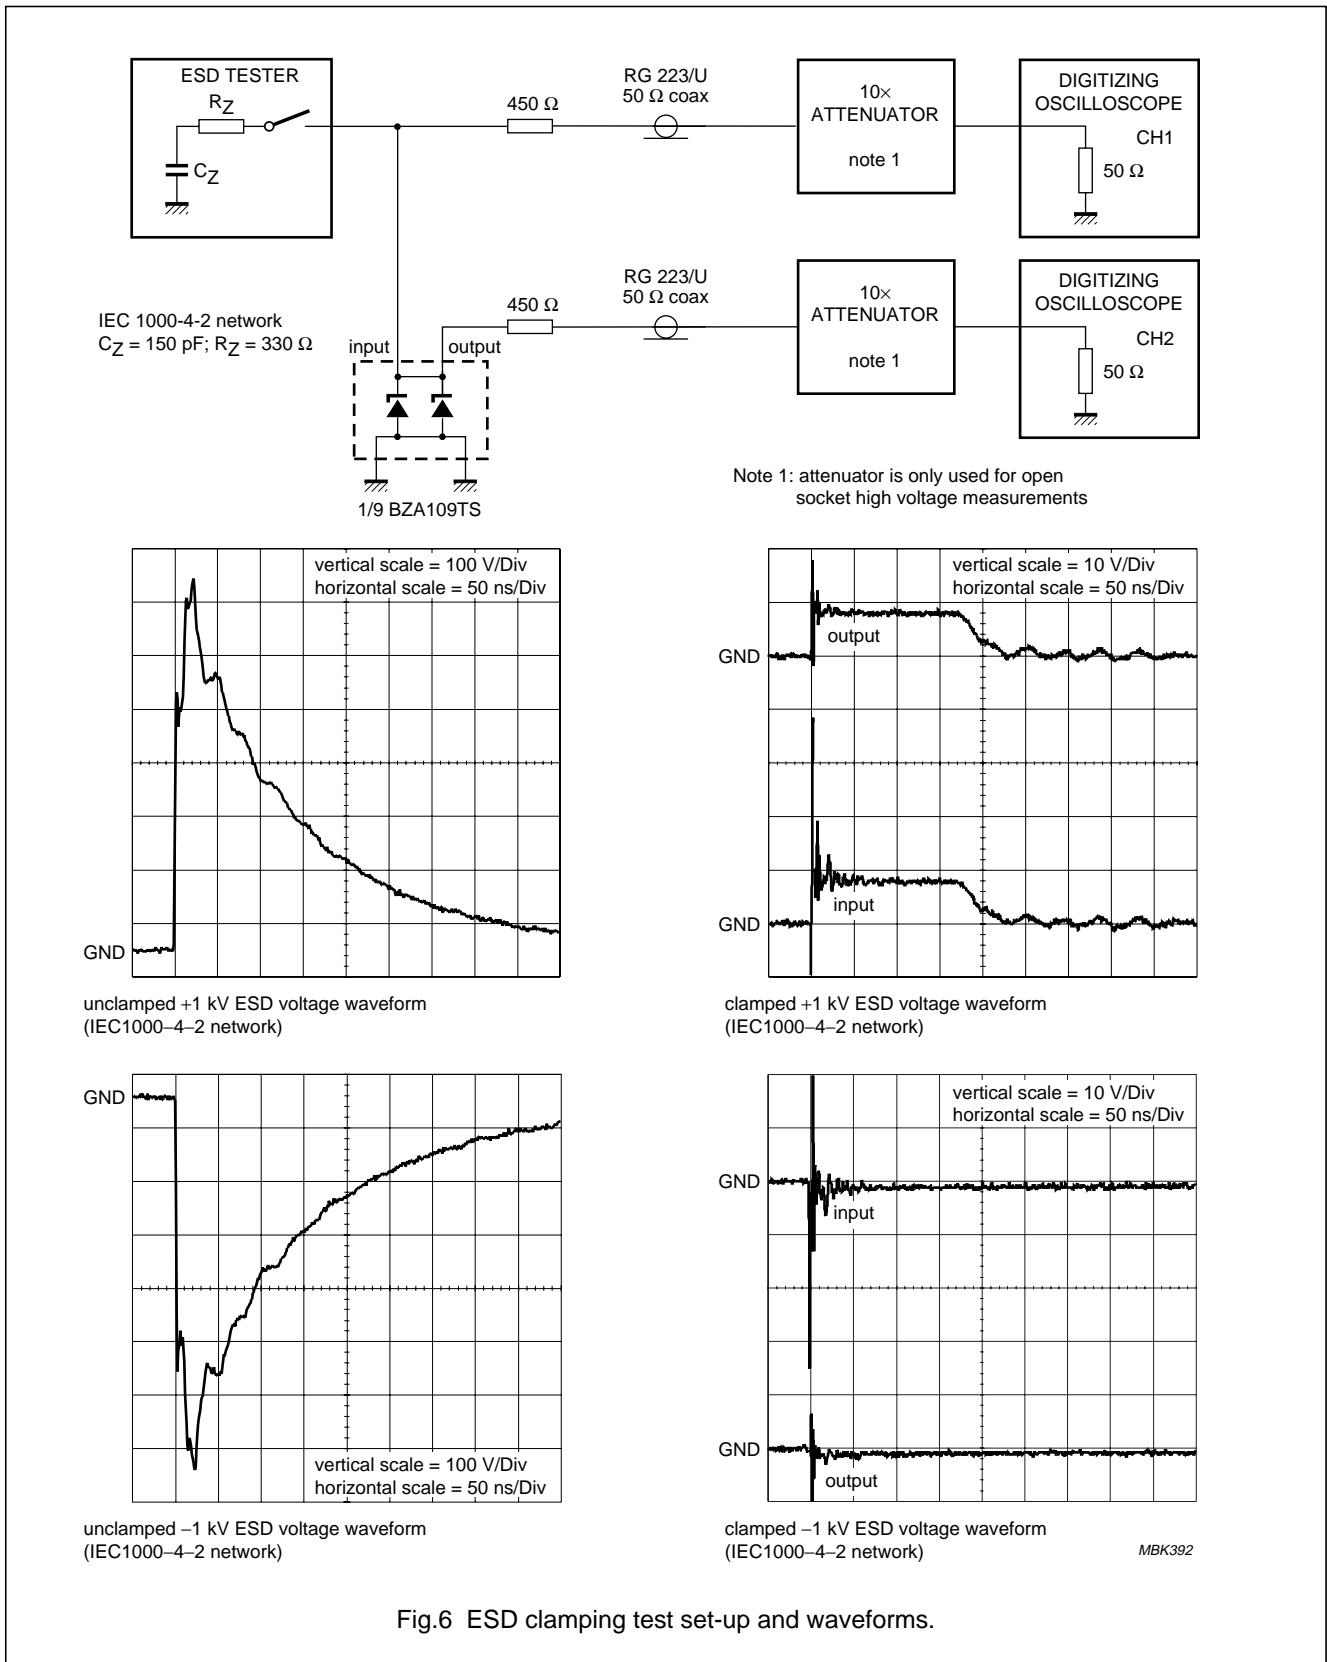 ESD TESTER
RZ
CZ
450 Ω
RG 223/U
50 Ω coax
10×
ATTENUATOR
note 1
DIGITIZING
OSCILLOSCOPE
CH1
50 Ω
IEC 1000-4-2 network
CZ = 150 pF; RZ = 330 Ω
input
output
450 Ω
RG 223/U
50 Ω coax
10×
ATTENUATOR
note 1
DIGITIZING
OSCILLOSCOPE
CH2
50 Ω
1/9 BZA109TS
Note 1: attenuator is only used for open
socket high voltage measurements
vertical scale = 100 V/Div
horizontal scale = 50 ns/Div
GND
unclamped +1 kV ESD voltage waveform
(IEC1000−4−2 network)
vertical scale = 10 V/Div
horizontal scale = 50 ns/Div
GND
output
input
GND
clamped +1 kV ESD voltage waveform
(IEC1000−4−2 network)
GND
vertical scale = 100 V/Div
horizontal scale = 50 ns/Div
unclamped −1 kV ESD voltage waveform
(IEC1000−4−2 network)
vertical scale = 10 V/Div
horizontal scale = 50 ns/Div
GND
input
GND
output
clamped −1 kV ESD voltage waveform
(IEC1000−4−2 network)
MBK392
Fig.6 ESD clamping test set-up and waveforms.